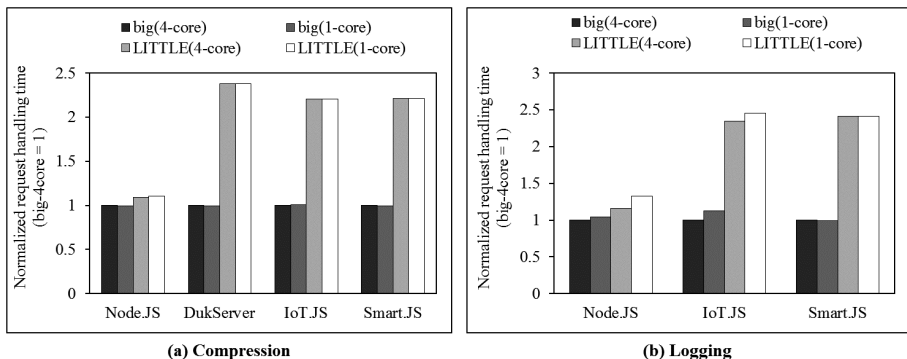 big(4-core) big(1-core)
LITTLE(4-core) LITTLE(1-core)
Normalized request handling time
(big-4core = 1)
2.5
2
1.5
1
0.5
0
Node.JS DukServer IoT.JS Smart.JS
(a) Compression
big(4-core) big(1-core)
LITTLE(4-core) LITTLE(1-core)
Normalized request handling time
(big-4core = 1)
3
2.5
2
1.5
1
0.5
0
Node.JS IoT.JS Smart.JS
(b) Logging